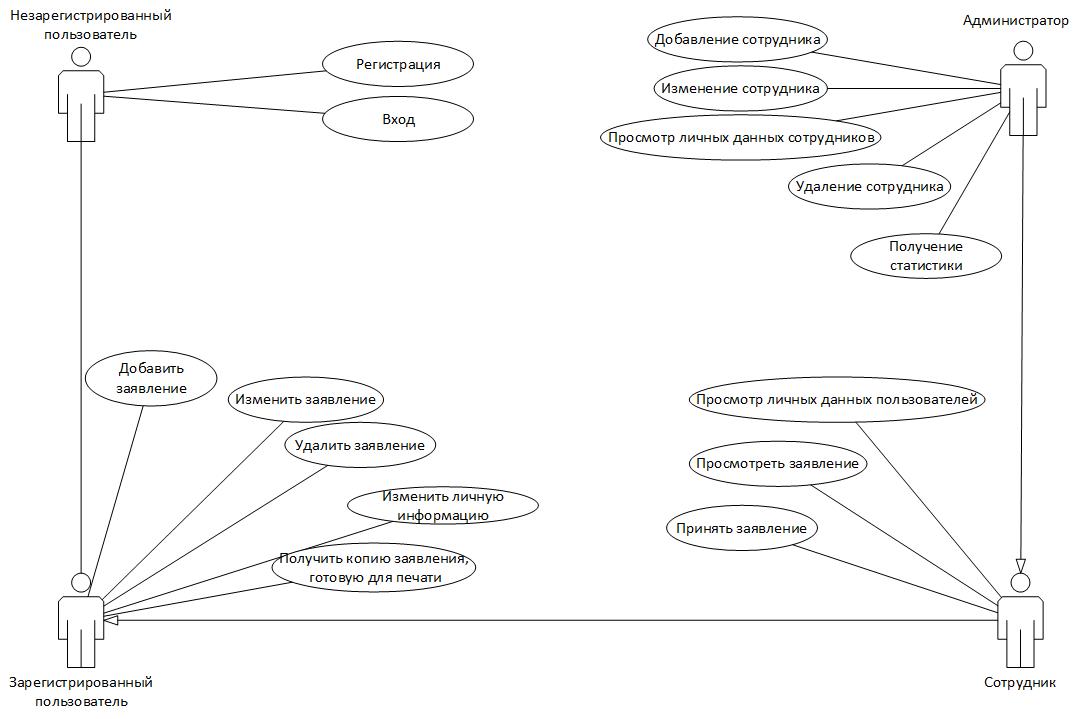 Незарегистрированный
пользователь
Администратор
Регистрация
Вход
Добавление сотрудника
Изменение сотрудника
Просмотр личных данных сотрудников
Удаление сотрудника
Получение
статистики
Добавить
заявление
Изменить заявление
Удалить заявление
Изменить личную
информацию
Получить копию заявления,
готовую для печати
Просмотр личных данных пользователей
Просмотреть заявление
Принять заявление
Зарегистрированный
пользователь
Сотрудник